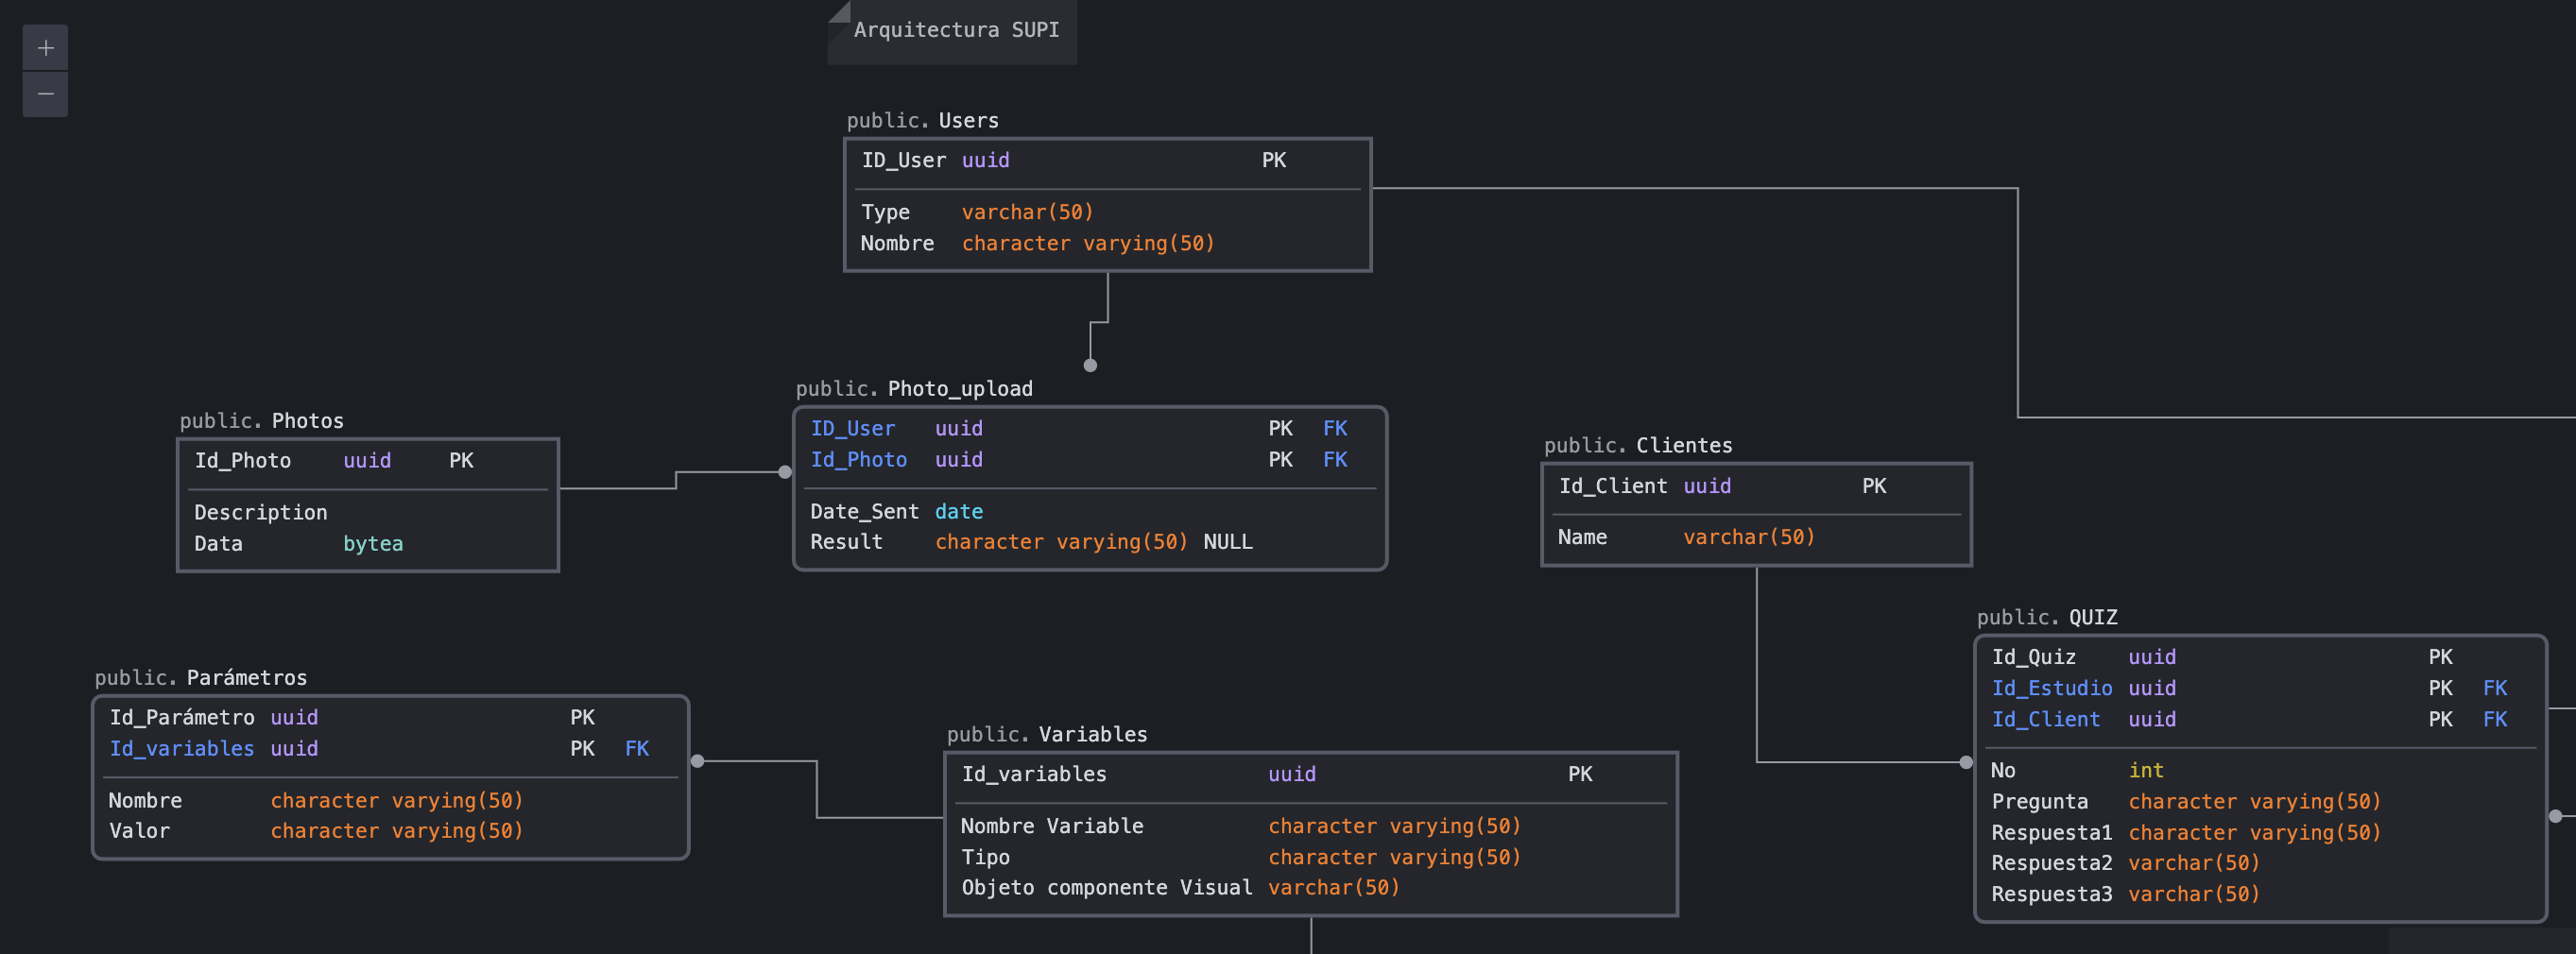 +
−
Arquitectura SUPI
public. Users
ID_User uuid PK
Type varchar(50)
Nombre character varying(50)
public. Photos
Id_Photo uuid PK
Description
Data bytea
public. Photo_upload
ID_User uuid PK FK
Id_Photo uuid PK FK
Date_Sent date
Result character varying(50) NULL
public. Clientes
Id_Client uuid PK
Name varchar(50)
public. Parámetros
Id_Parámetro uuid PK
Id_variables uuid PK FK
Nombre character varying(50)
Valor character varying(50)
public. Variables
Id_variables uuid PK
Nombre Variable character varying(50)
Tipo character varying(50)
Objeto componente Visual varchar(50)
public. QUIZ
Id_Quiz uuid PK
Id_Estudio uuid PK FK
Id_Client uuid PK FK
No int
Pregunta character varying(50)
Respuesta1 character varying(50)
Respuesta2 varchar(50)
Respuesta3 varchar(50)